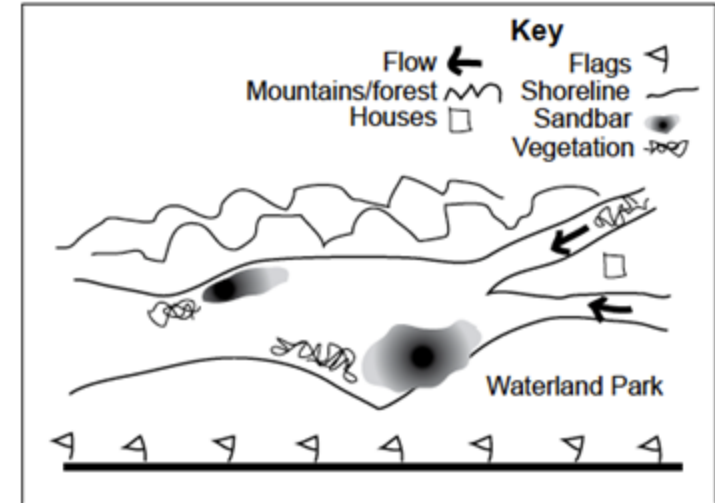 Key
Flow Flags
Mountains/forest Shoreline
Houses Sandbar
Vegetation
Waterland Park